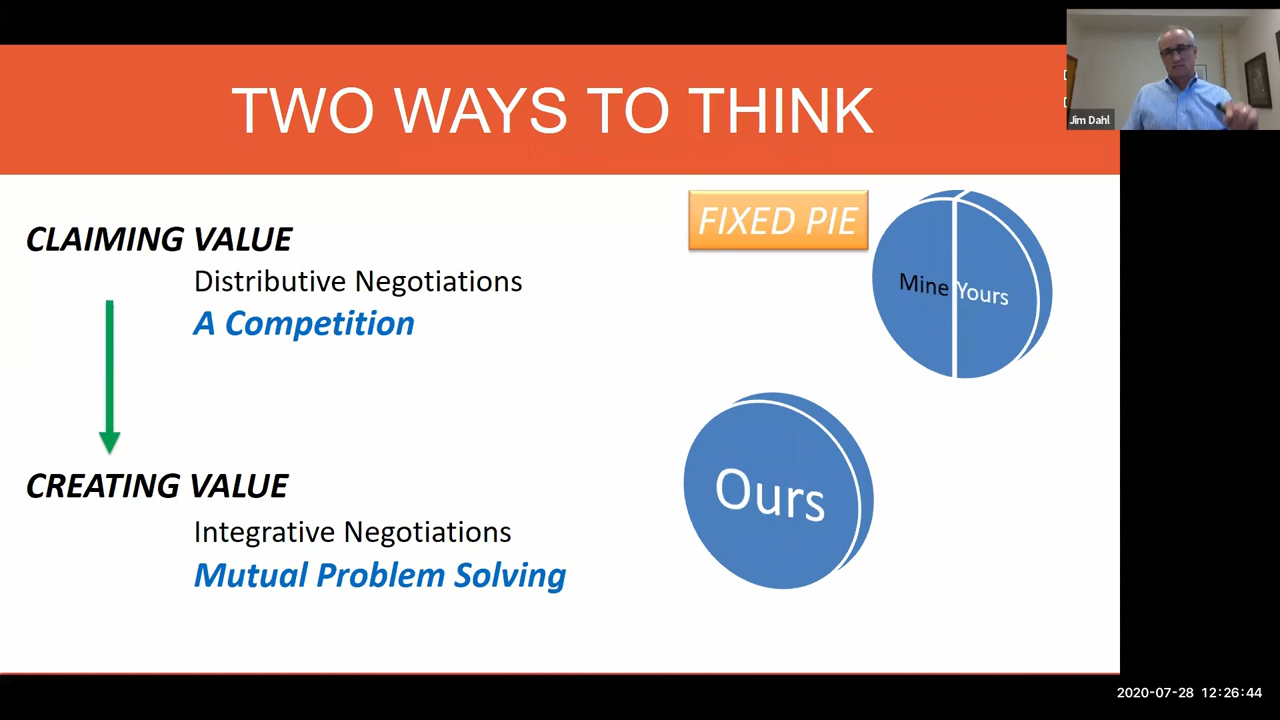 TWO WAYS TO THINK
Jim Dahl
CLAIMING VALUE
Distributive Negotiations
A Competition
FIXED PIE
Mine
Yours
CREATING VALUE
Integrative Negotiations
Mutual Problem Solving
Ours
2020-07-28 12:26:44